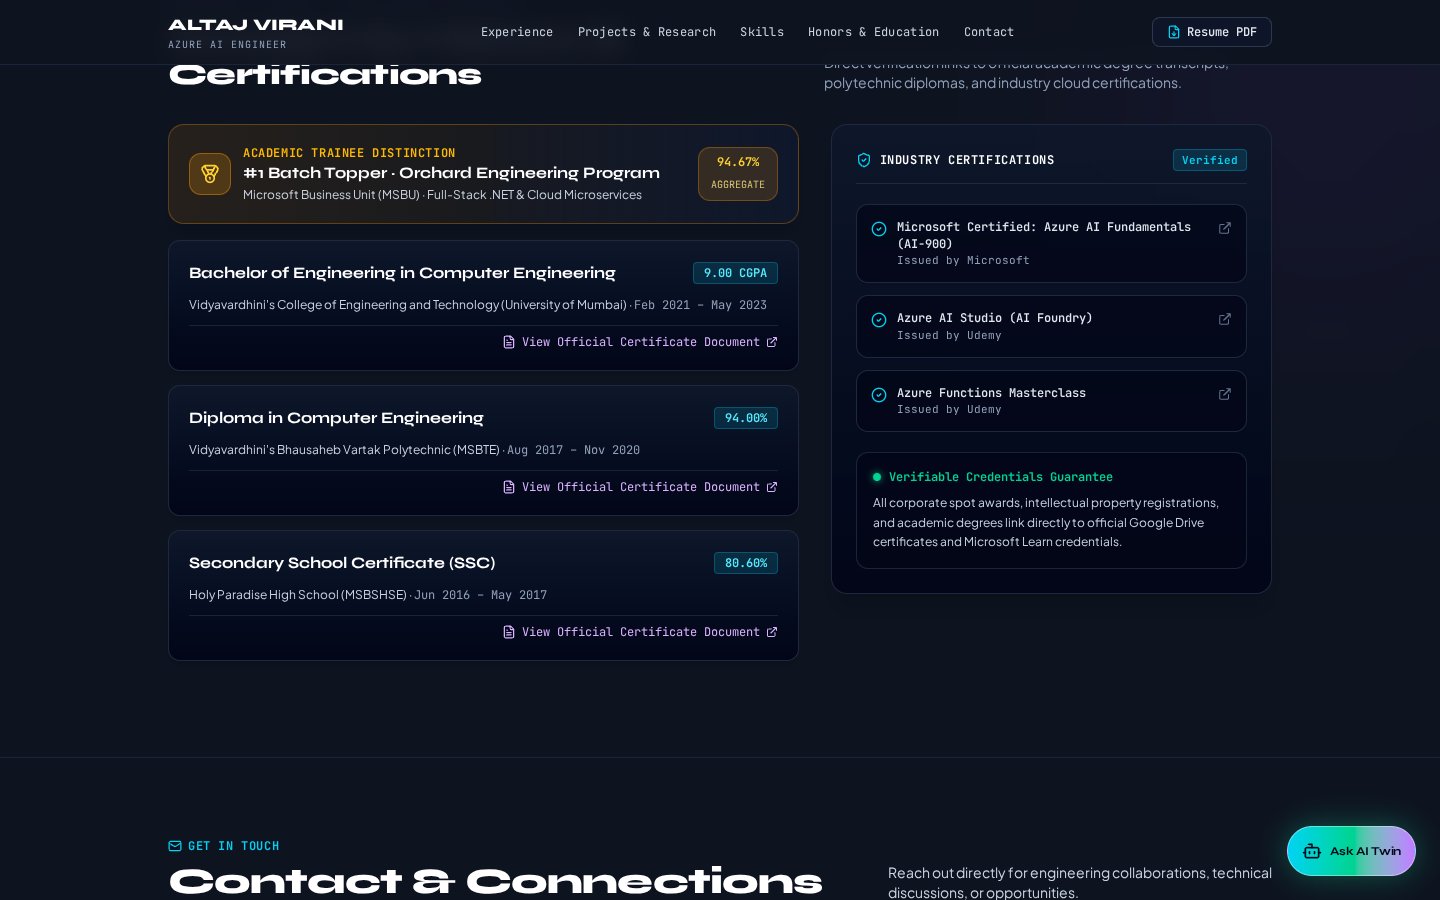 ALTAJ VIRANI
AZURE AI ENGINEER
Experience
Projects & Research
Skills
Honors & Education
Contact
Resume PDF
Certifications
Direct verification links to official academic degree transcripts,
polytechnic diplomas, and industry cloud certifications.
ACADEMIC TRAINEE DISTINCTION
#1 Batch Topper · Orchard Engineering Program
Microsoft Business Unit (MSBU) · Full-Stack .NET & Cloud Microservices
94.67%
AGGREGATE
Bachelor of Engineering in Computer Engineering
9.00 CGPA
Vidyavardhini's College of Engineering and Technology (University of Mumbai) · Feb 2021 – May 2023
View Official Certificate Document
Diploma in Computer Engineering
94.00%
Vidyavardhini's Bhausaheb Vartak Polytechnic (MSBTE) · Aug 2017 – Nov 2020
View Official Certificate Document
Secondary School Certificate (SSC)
80.60%
Holy Paradise High School (MSBSHSE) · Jun 2016 – May 2017
View Official Certificate Document
INDUSTRY CERTIFICATIONS
Verified
Microsoft Certified: Azure AI Fundamentals
(AI-900)
Issued by Microsoft
Azure AI Studio (AI Foundry)
Issued by Udemy
Azure Functions Masterclass
Issued by Udemy
Verifiable Credentials Guarantee
All corporate spot awards, intellectual property registrations,
and academic degrees link directly to official Google Drive
certificates and Microsoft Learn credentials.
GET IN TOUCH
Contact & Connections
Reach out directly for engineering collaborations, technical
discussions, or opportunities.
Ask AI Twin